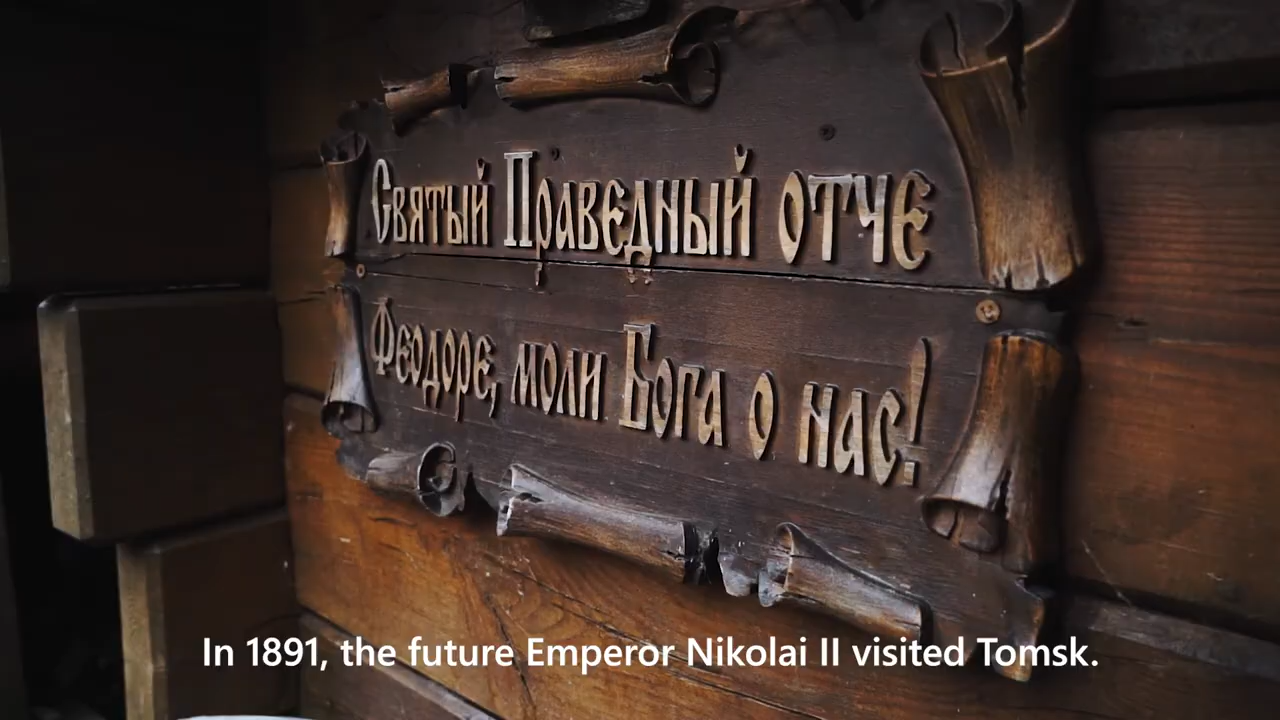 Святый Праведный отче
Феодоре, моли Бога о нас!
In 1891, the future Emperor Nikolai II visited Tomsk.